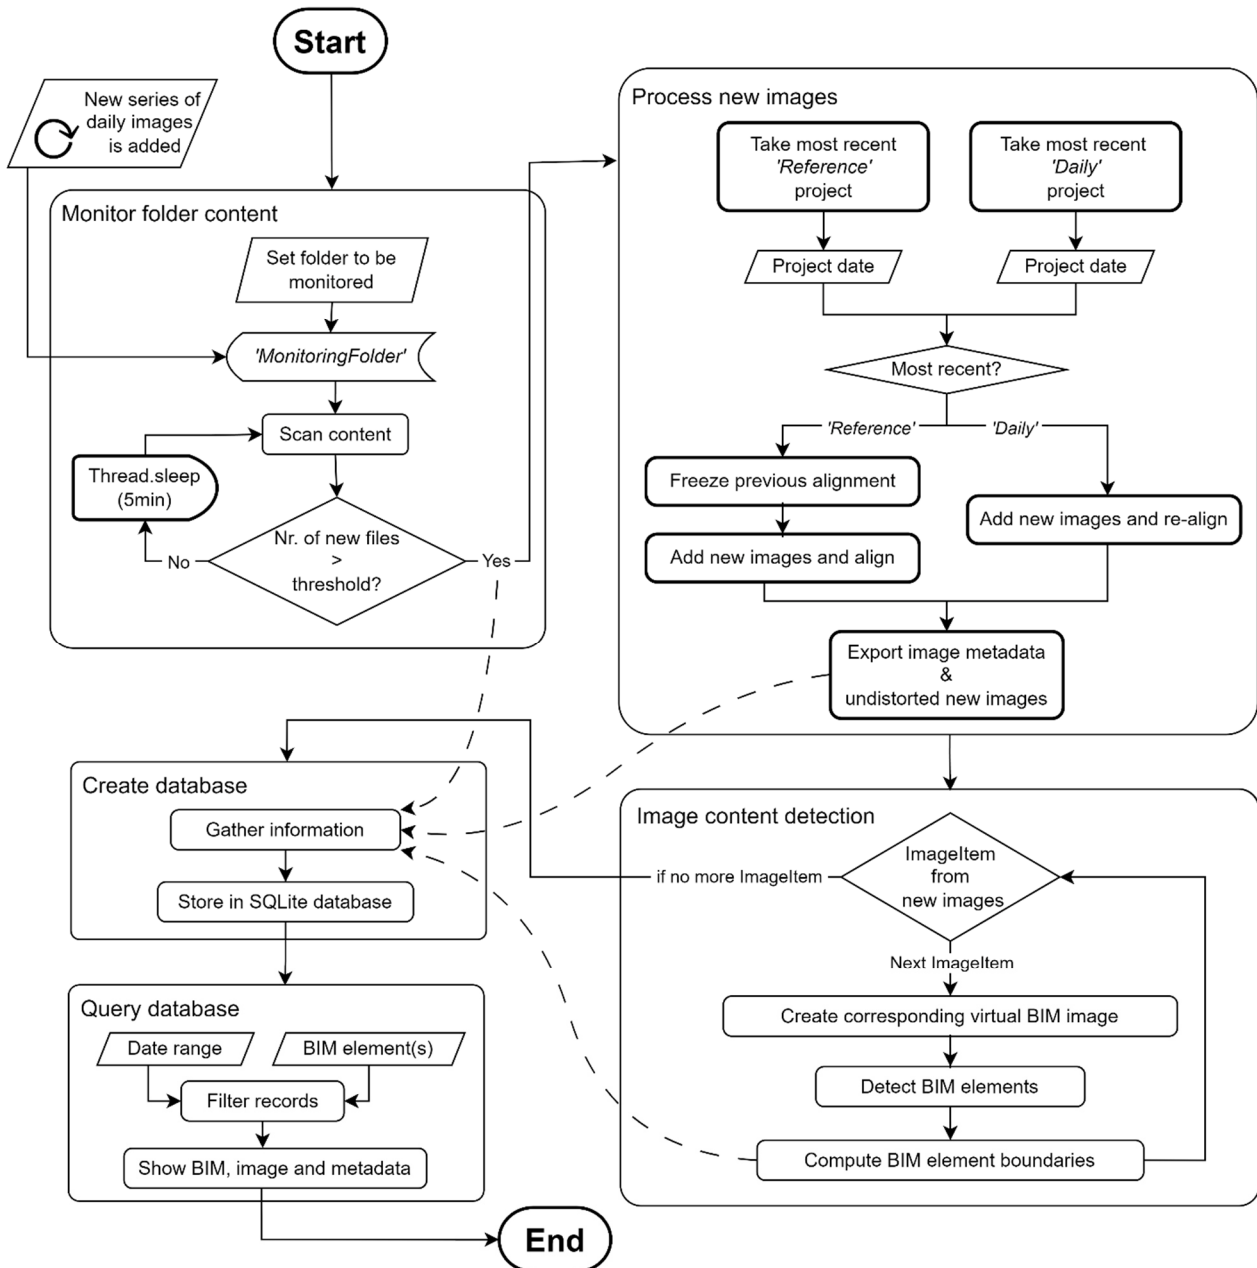 Start
New series of
daily images
is added
Monitor folder content
Set folder to be
monitored
'MonitoringFolder'
Scan content
Thread.sleep
(5min)
Nr. of new files
>
threshold?
No
Yes
Process new images
Take most recent
'Reference'
project
Take most recent
'Daily'
project
Project date
Project date
Most recent?
'Reference'
'Daily'
Freeze previous alignment
Add new images and align
Add new images and re-align
Export image metadata
&
undistorted new images
Image content detection
ImageItem
from
new images
if no more ImageItem
Next ImageItem
Create corresponding virtual BIM image
Detect BIM elements
Compute BIM element boundaries
Create database
Gather information
Store in SQLite database
Query database
Date range
BIM element(s)
Filter records
Show BIM, image and metadata
End